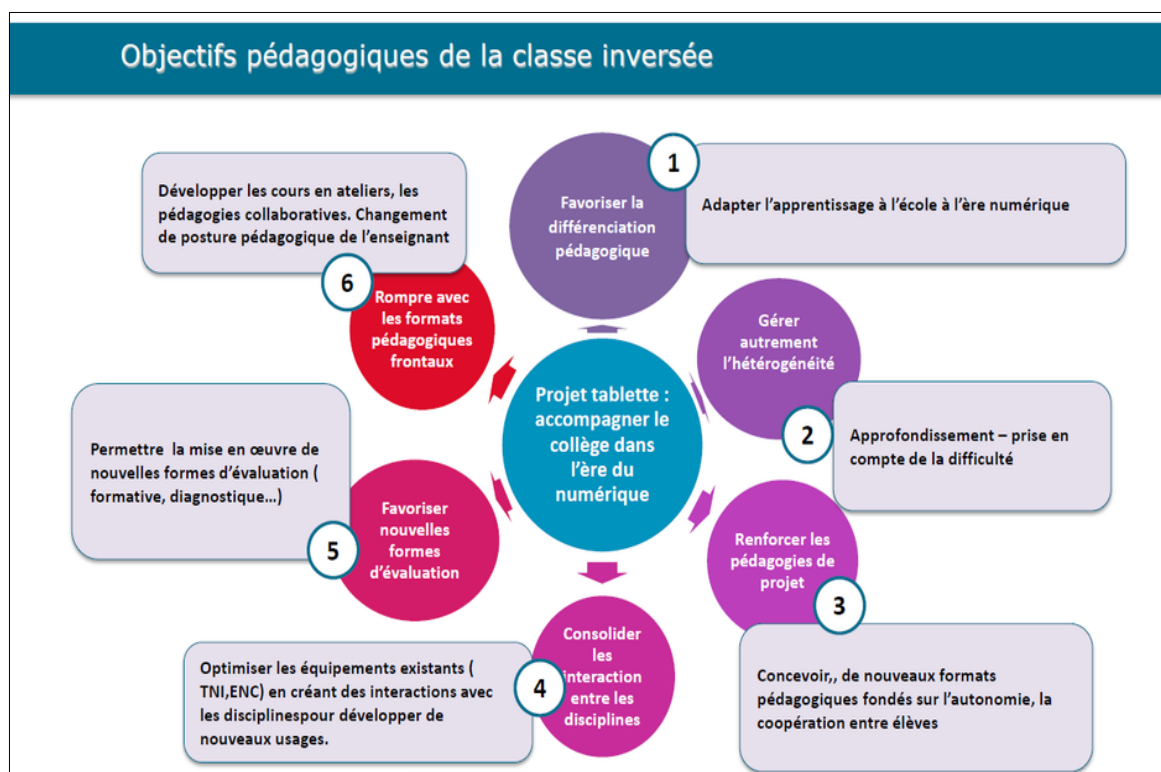 Objectifs pédagogiques de la classe inversée
1
Favoriser la
différenciation
pédagogique
Adapter l'apprentissage à l'école à l'ère numérique
Gérer
autrement
l'hétérogénéité
2
Approfondissement – prise en
compte de la difficulté
Renforcer les
pédagogies de
projet
3
Concevoir,, de nouveaux formats
pédagogiques fondés sur l'autonomie, la
coopération entre élèves
Consolider
les
interaction
entre les
disciplines
4
Optimiser les équipements existants (
TNI,ENC) en créant des interactions avec
les disciplinespour développer de
nouveaux usages.
Favoriser
nouvelles
formes
d'évaluation
5
Permettre la mise en œuvre de
nouvelles formes d'évaluation (
formative, diagnostique…)
Rompre avec
les formats
pédagogiques
frontaux
6
Développer les cours en ateliers, les
pédagogies collaboratives. Changement
de posture pédagogique de l'enseignant
Projet tablette :
accompagner le
collège dans
l'ère du
numérique